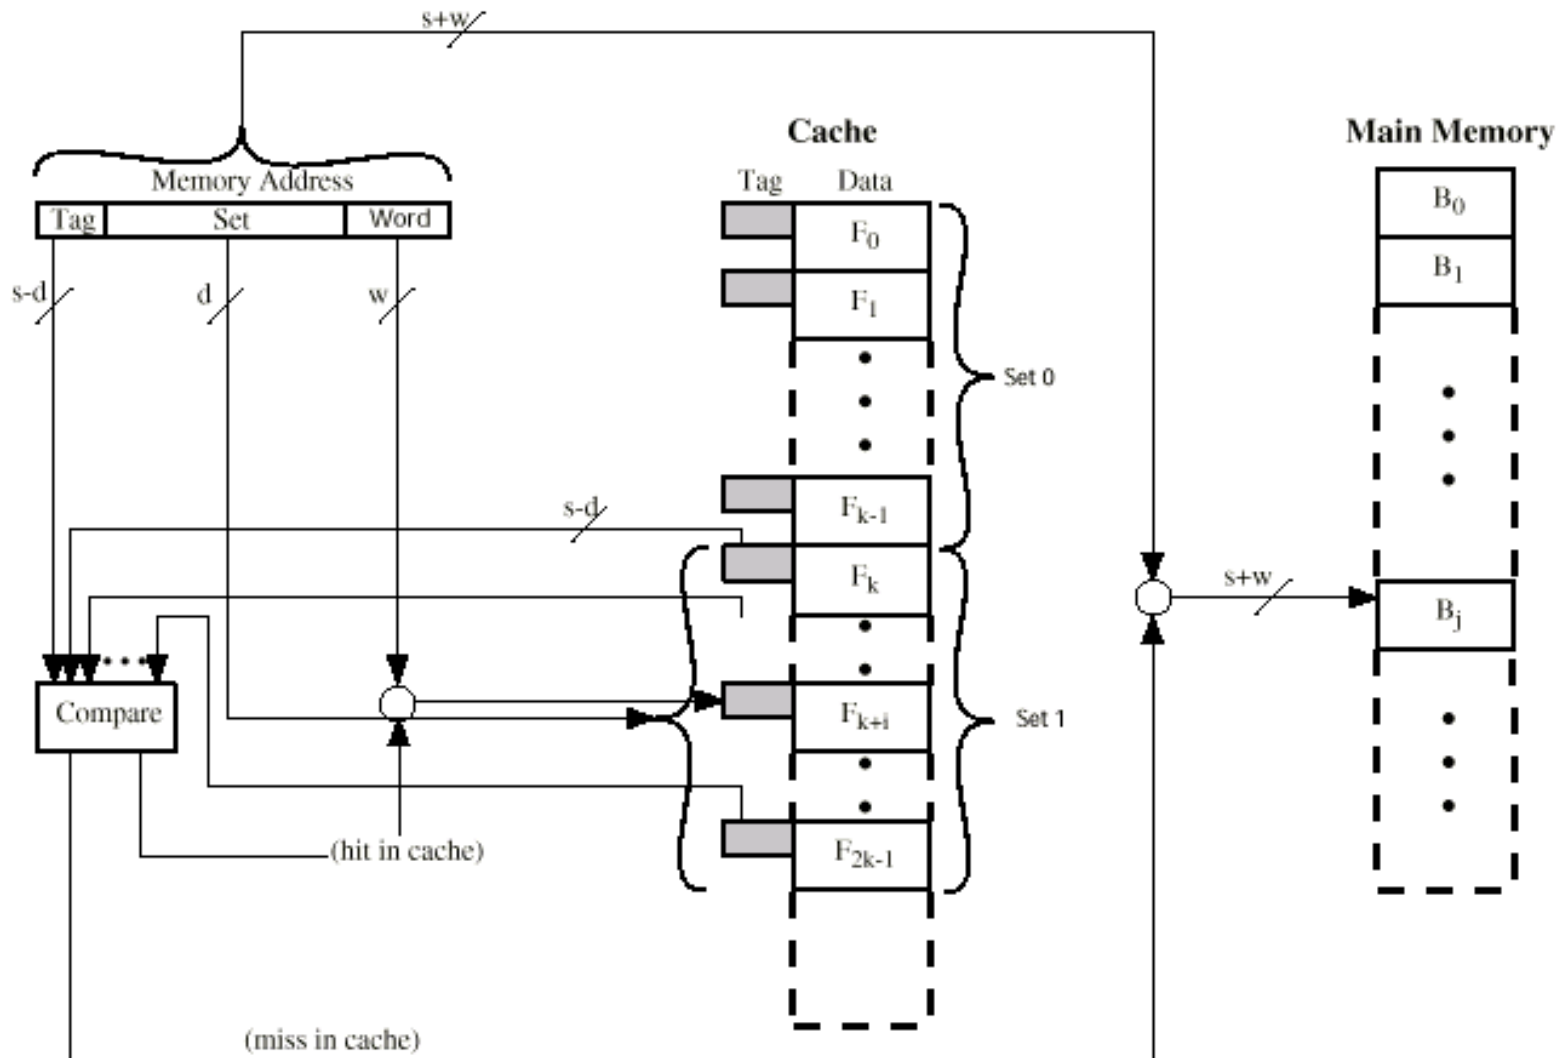 s+w
Cache
Main Memory
Memory Address
Tag Data
Tag Set Word
F0
B0
F1
B1
s-d d w
Set 0
Fk-1
s-d
Fk
s+w
Bj
Compare
Fk+i
Set 1
(hit in cache)
F2k-1
(miss in cache)